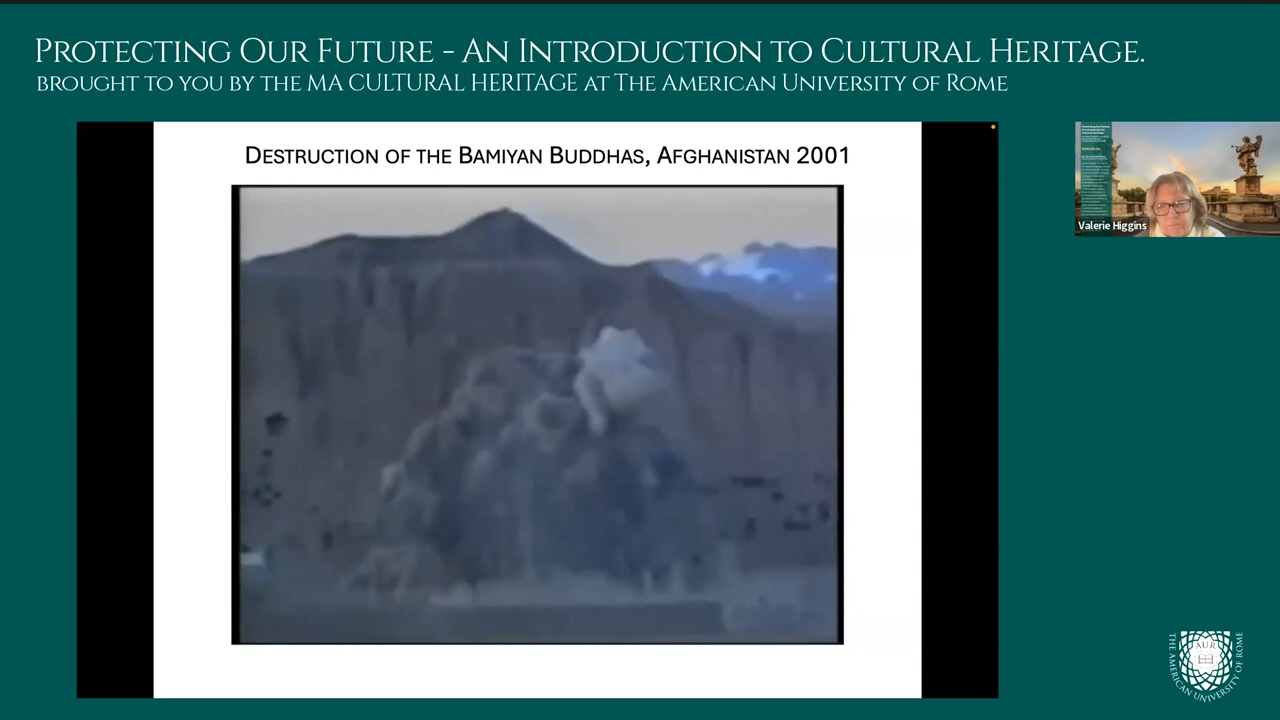 Protecting Our Future - An Introduction to Cultural Heritage.
brought to you by the MA Cultural Heritage at The American University of Rome
Destruction of the Bamiyan Buddhas, Afghanistan 2001
Valerie Higgins
AUR
THE AMERICAN UNIVERSITY OF ROME